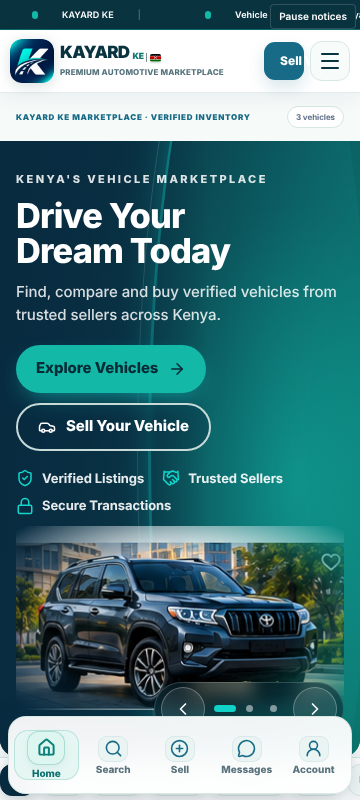 KAYARD KE | Vehicle
Pause notices
KAYARD KE |
PREMIUM AUTOMOTIVE MARKETPLACE
Sell
KAYARD KE MARKETPLACE · VERIFIED INVENTORY
3 vehicles
KENYA'S VEHICLE MARKETPLACE
Drive Your
Dream Today
Find, compare and buy verified vehicles from
trusted sellers across Kenya.
Explore Vehicles
Sell Your Vehicle
Verified Listings Trusted Sellers
Secure Transactions
Home Search Sell Messages Account